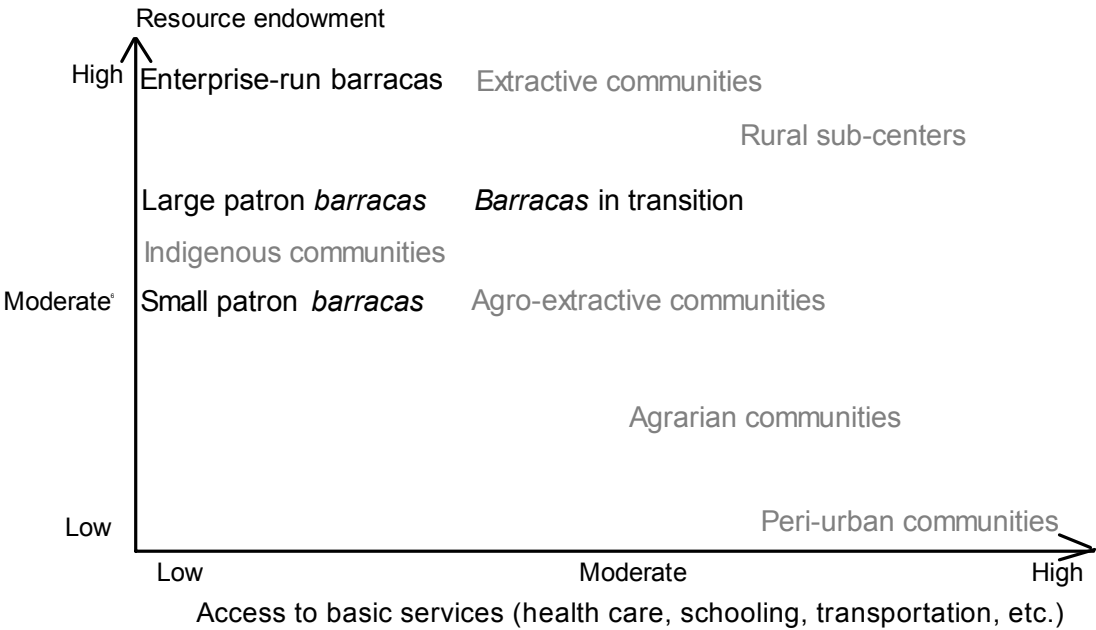 Resource endowment
High Enterprise-run barracas Extractive communities
Rural sub-centers
Large patron barracas Barracas in transition
Indigenous communities
Moderate Small patron barracas Agro-extractive communities
Agrarian communities
Low Peri-urban communities
Low Moderate High
Access to basic services (health care, schooling, transportation, etc.)